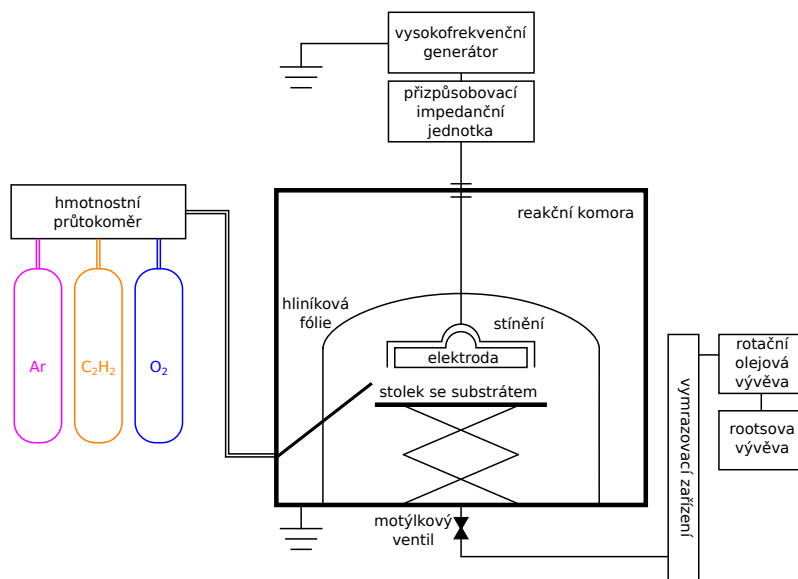 vysokofrekvenční
generátor
přizpůsobovací
impedanční
jednotka
hmotnostní
průtokoměr
reakční komora
hliníková
fólie
stínění
elektroda
stolek se substrátem
Ar
C₂H₂
O₂
motýlkový
ventil
vymrazovací zařízení
rotační
olejová
vývěva
rootsova
vývěva